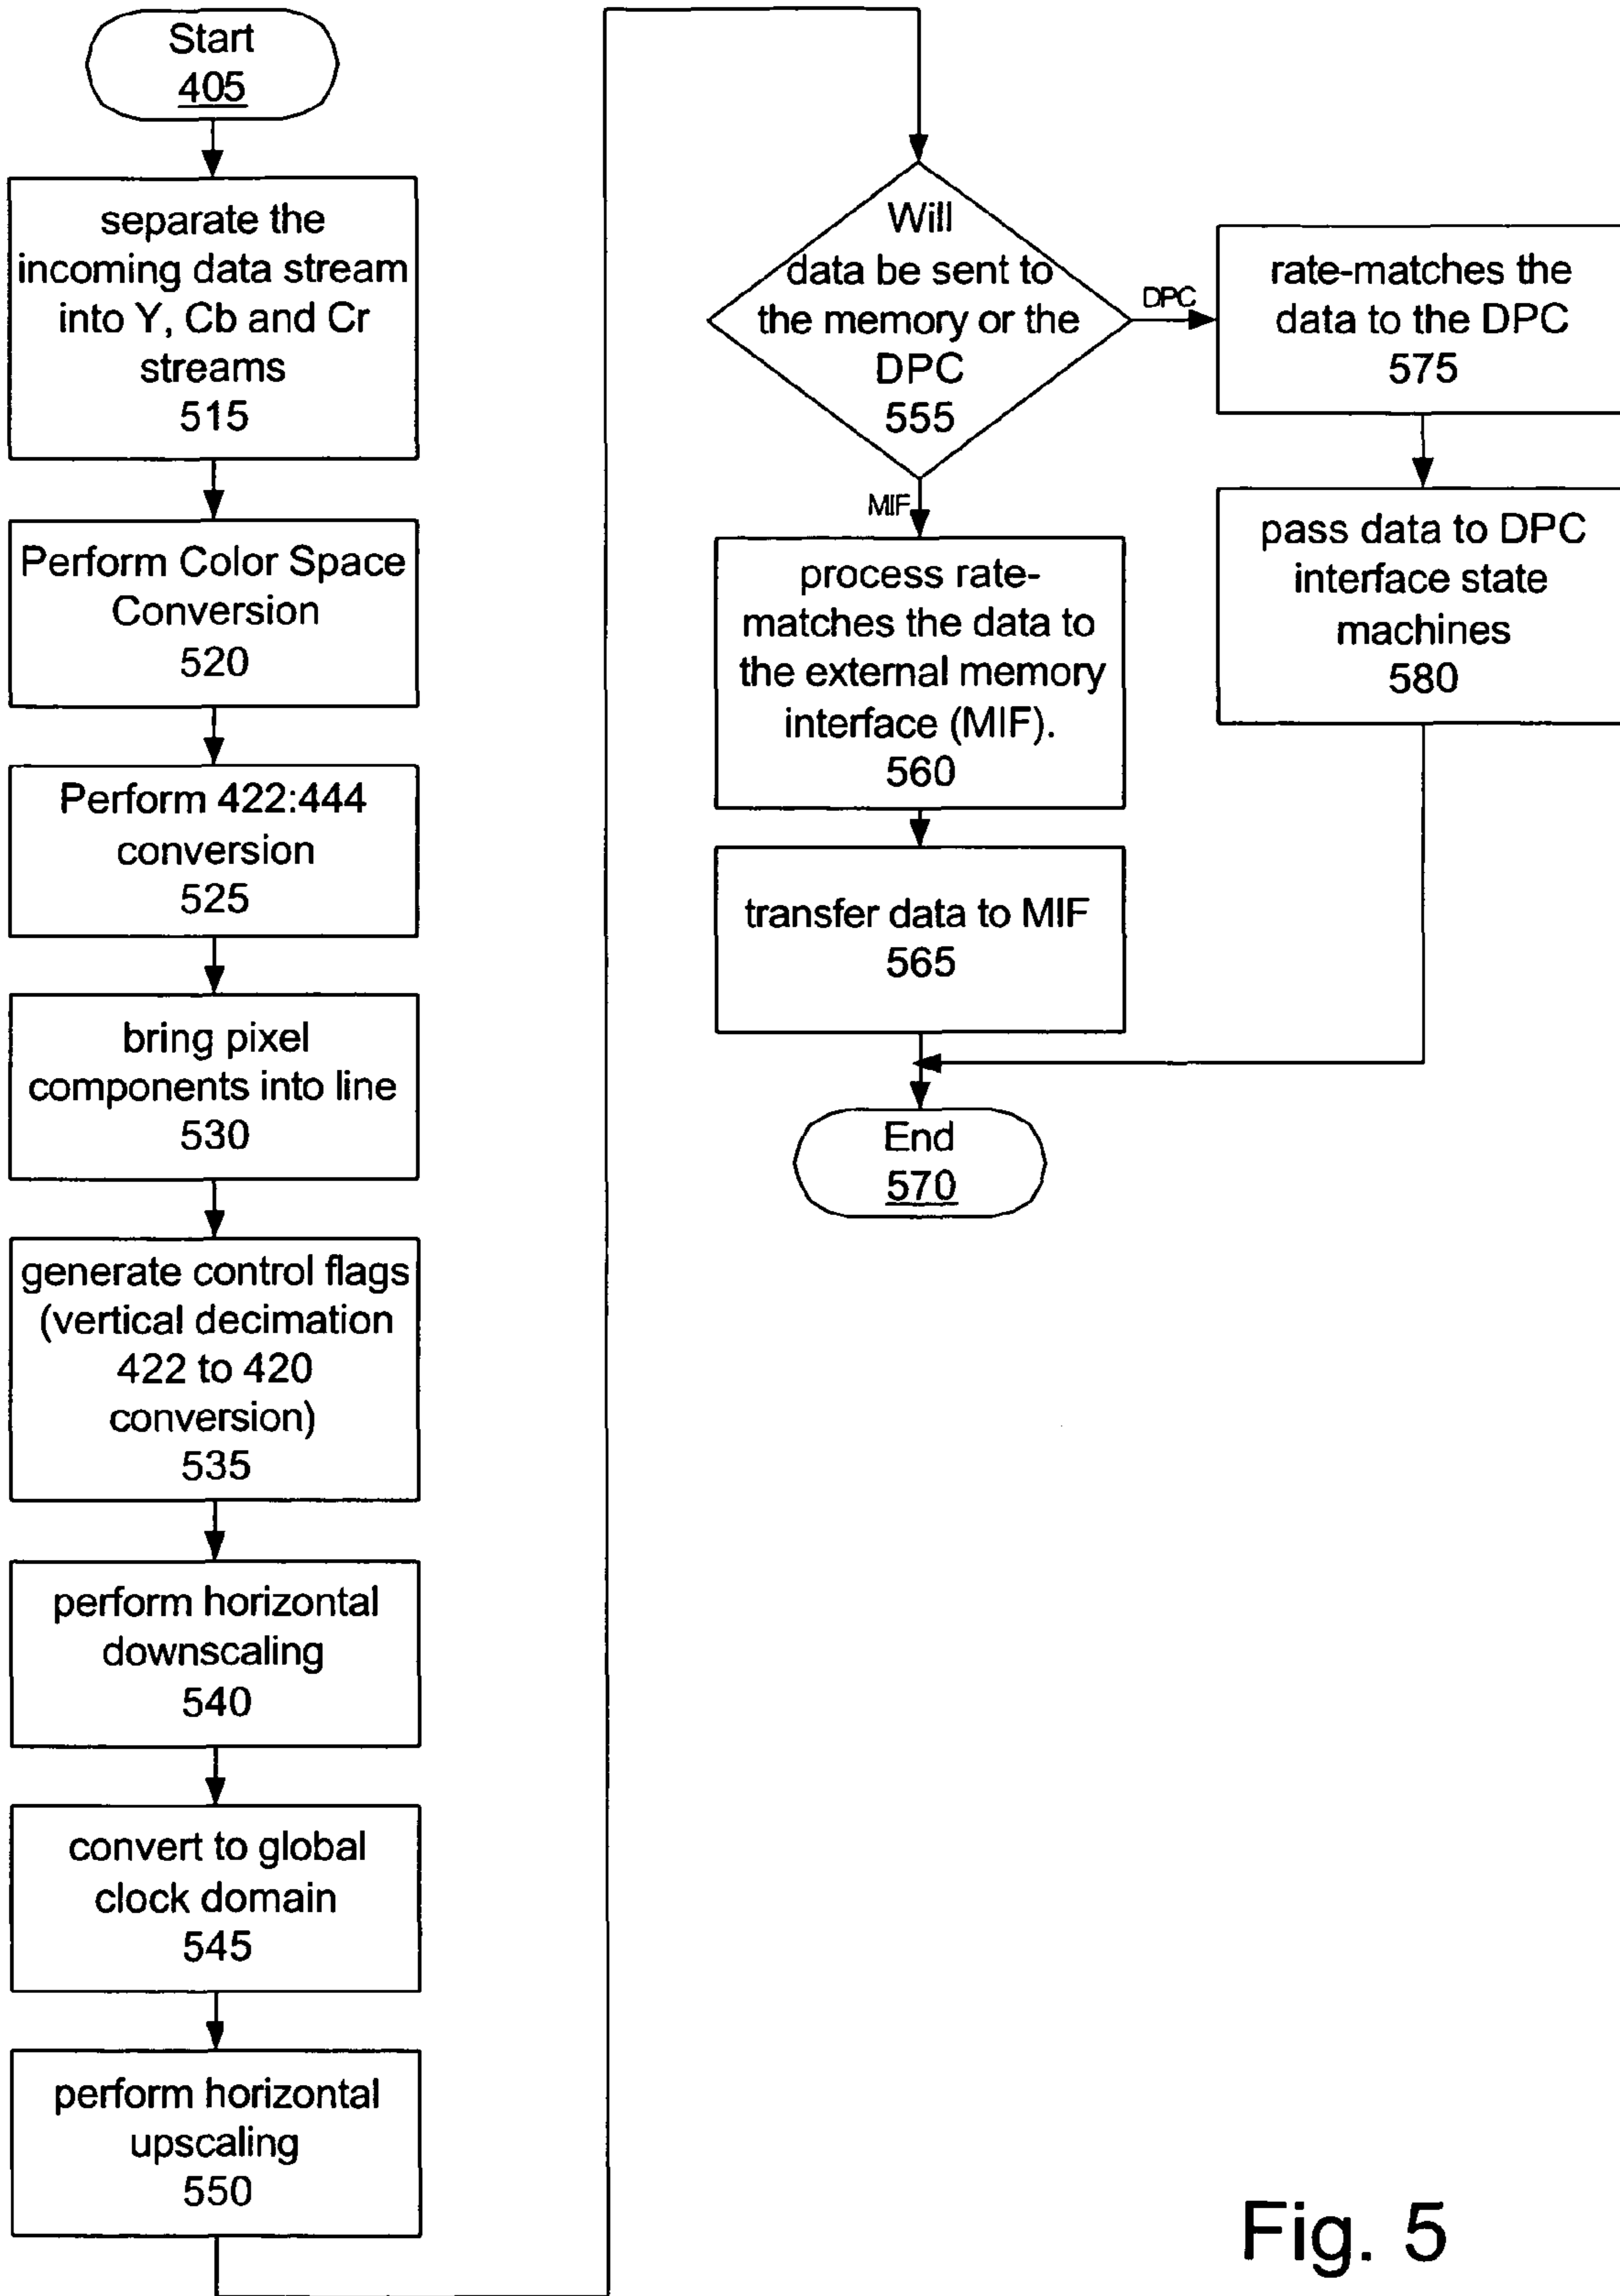 Start
405
separate the
incoming data stream
into Y, Cb and Cr
streams
515
Perform Color Space
Conversion
520
Perform 422:444
conversion
525
bring pixel
components into line
530
generate control flags
(vertical decimation
422 to 420
conversion)
535
perform horizontal
downscaling
540
convert to global
clock domain
545
perform horizontal
upscaling
550
Will
data be sent to
the memory or the
DPC
555
DPC
MIF
process rate-
matches the data to
the external memory
interface (MIF).
560
transfer data to MIF
565
rate-matches the
data to the DPC
575
pass data to DPC
interface state
machines
580
End
570
Fig. 5